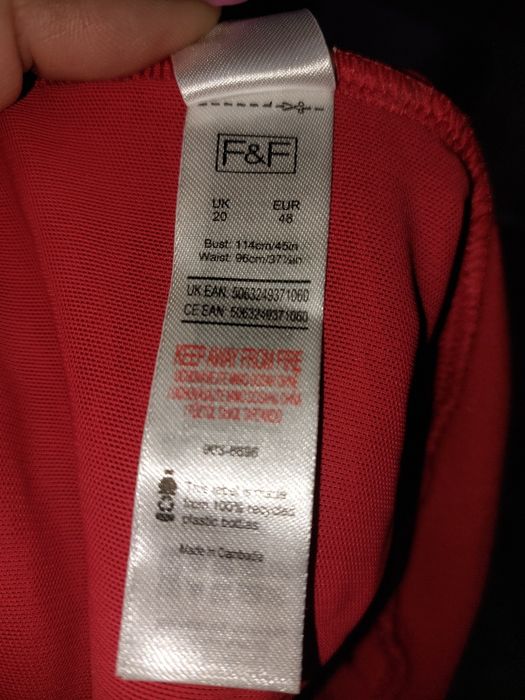 F&F
UK EUR
20 48
Bust: 114cm/45in
Waist: 96cm/37½in
UK EAN: 5063249371060
CE EAN: 5063249371060
KEEP AWAY FROM FIRE
This label is made
from 100% recycled
plastic bottles
Made in Cambodia